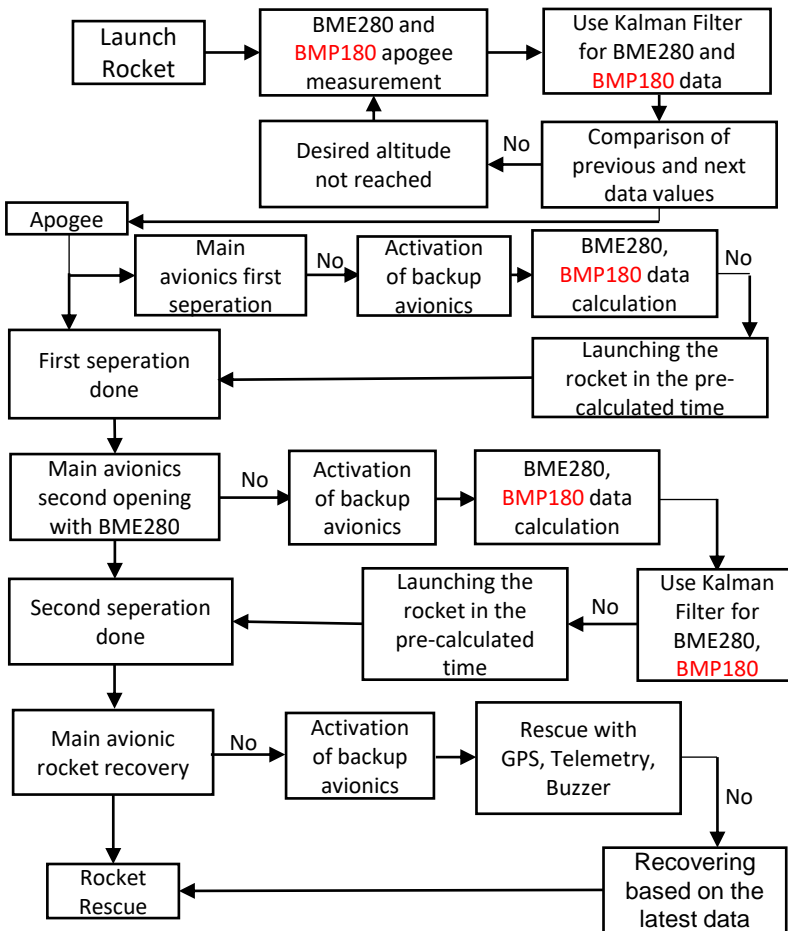 Launch
Rocket
BME280 and
BMP180 apogee
measurement
Use Kalman Filter
for BME280 and
BMP180 data
No
Desired altitude
not reached
Comparison of
previous and next
data values
Apogee
Main
avionics first
seperation
No
Activation
of backup
avionics
BME280,
BMP180 data
calculation
No
First seperation
done
Launching the
rocket in the pre-
calculated time
Main avionics
second opening
with BME280
No
Activation
of backup
avionics
BME280,
BMP180 data
calculation
Second seperation
done
Launching the
rocket in the
pre-calculated
time
No
Use Kalman
Filter for
BME280,
BMP180
Main avionic
rocket recovery
No
Activation
of backup
avionics
Rescue with
GPS, Telemetry,
Buzzer
No
Rocket
Rescue
Recovering
based on the
latest data